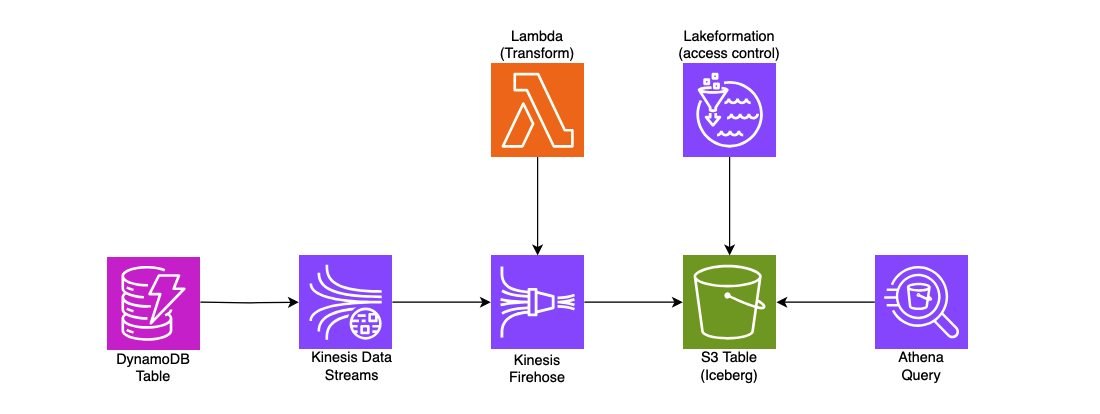 Lambda
(Transform)
Lakeformation
(access control)
DynamoDB
Table
Kinesis Data
Streams
Kinesis
Firehose
S3 Table
(Iceberg)
Athena
Query